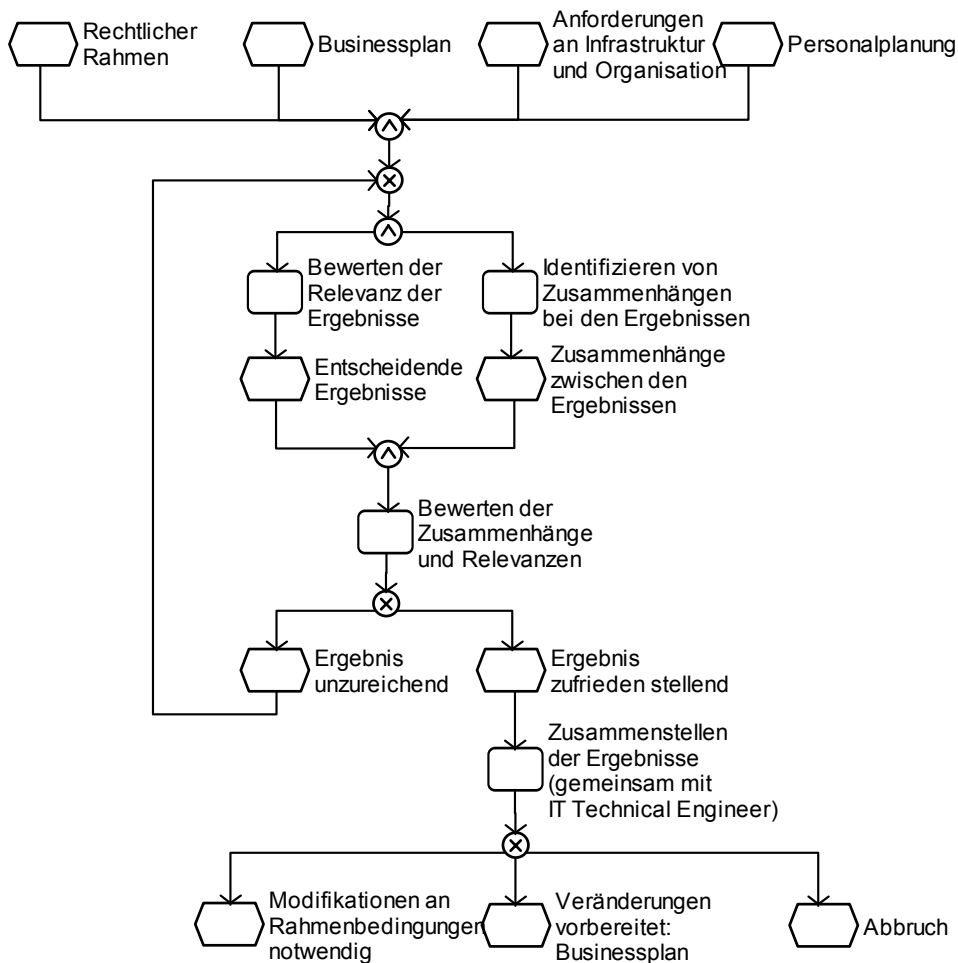 Rechtlicher
Rahmen
Businessplan
Anforderungen
an Infrastruktur
und Organisation
Personalplanung
Bewerten der
Relevanz der
Ergebnisse
Identifizieren von
Zusammenhängen
bei den Ergebnissen
Entscheidende
Ergebnisse
Zusammenhänge
zwischen den
Ergebnissen
Bewerten der
Zusammenhänge
und Relevanzen
Ergebnis
unzureichend
Ergebnis
zufrieden stellend
Zusammenstellen
der Ergebnisse
(gemeinsam mit
IT Technical Engineer)
Modifikationen an
Rahmenbedingungen
notwendig
Veränderungen
vorbereitet:
Businessplan
Abbruch